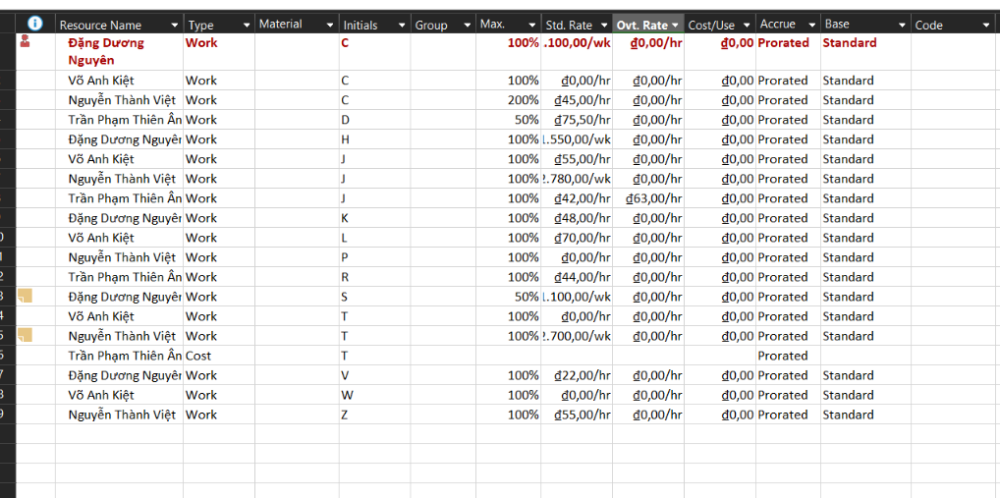 Resource Name Type Material Initials Group Max. Std. Rate Ovt. Rate Cost/Use Accrue Base Code
Đặng Dương Nguyên Work C 100% .100,00/wk ₫0,00/hr ₫0,00 Prorated Standard
Võ Anh Kiệt Work C 100% ₫0,00/hr ₫0,00/hr ₫0,00 Prorated Standard
Nguyễn Thành Việt Work C 200% ₫45,00/hr ₫0,00/hr ₫0,00 Prorated Standard
Trần Phạm Thiên Ân Work D 50% ₫75,50/hr ₫0,00/hr ₫0,00 Prorated Standard
Đặng Dương Nguyên Work H 100% 1.550,00/wk ₫0,00/hr ₫0,00 Prorated Standard
Võ Anh Kiệt Work J 100% ₫55,00/hr ₫0,00/hr ₫0,00 Prorated Standard
Nguyễn Thành Việt Work J 100% 2.780,00/wk ₫0,00/hr ₫0,00 Prorated Standard
Trần Phạm Thiên Ân Work J 100% ₫42,00/hr ₫63,00/hr ₫0,00 Prorated Standard
Đặng Dương Nguyên Work K 100% ₫48,00/hr ₫0,00/hr ₫0,00 Prorated Standard
Võ Anh Kiệt Work L 100% ₫70,00/hr ₫0,00/hr ₫0,00 Prorated Standard
Nguyễn Thành Việt Work P 100% ₫0,00/hr ₫0,00/hr ₫0,00 Prorated Standard
Trần Phạm Thiên Ân Work R 100% ₫44,00/hr ₫0,00/hr ₫0,00 Prorated Standard
Đặng Dương Nguyên Work S 50% 1.100,00/wk ₫0,00/hr ₫0,00 Prorated Standard
Võ Anh Kiệt Work T 100% ₫0,00/hr ₫0,00/hr ₫0,00 Prorated Standard
Nguyễn Thành Việt Work T 100% 2.700,00/wk ₫0,00/hr ₫0,00 Prorated Standard
Trần Phạm Thiên Ân Cost T Prorated
Đặng Dương Nguyên Work V 100% ₫22,00/hr ₫0,00/hr ₫0,00 Prorated Standard
Võ Anh Kiệt Work W 100% ₫0,00/hr ₫0,00/hr ₫0,00 Prorated Standard
Nguyễn Thành Việt Work Z 100% ₫55,00/hr ₫0,00/hr ₫0,00 Prorated Standard